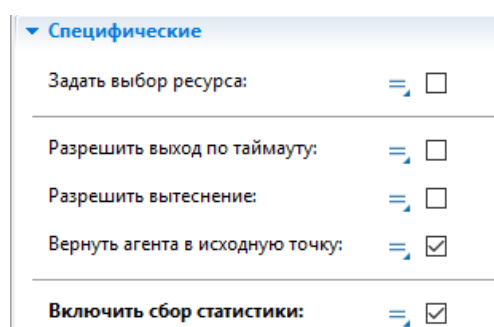 Специфические
Задать выбор ресурса:
Разрешить выход по таймауту:
Разрешить вытеснение:
Вернуть агента в исходную точку:
Включить сбор статистики: